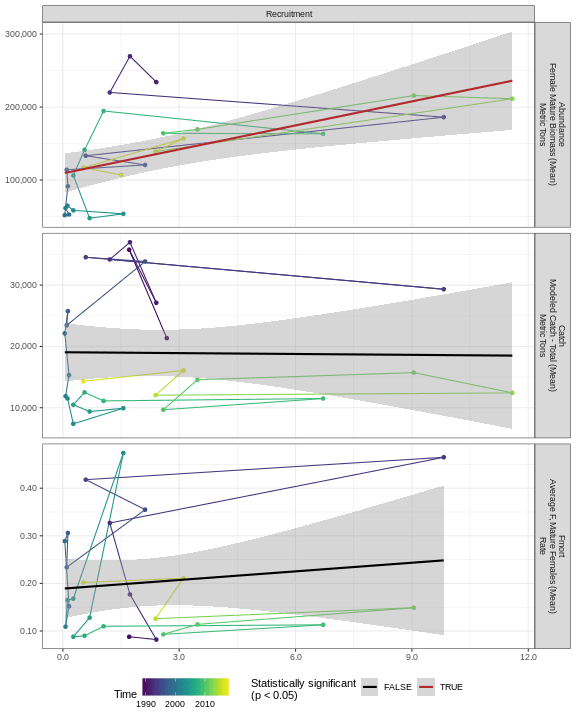 Recruitment
300,000
200,000
100,000
Abundance
Female Mature Biomass (Mean)
Metric Tons
30,000
20,000
10,000
Catch
Modeled Catch - Total (Mean)
Metric Tons
0.40
0.30
0.20
0.10
Fmort
Average F, Mature Females (Mean)
Rate
0.0 3.0 6.0 9.0 12.0
Time
1990 2000 2010
Statistically significant
(p < 0.05)
FALSE
TRUE